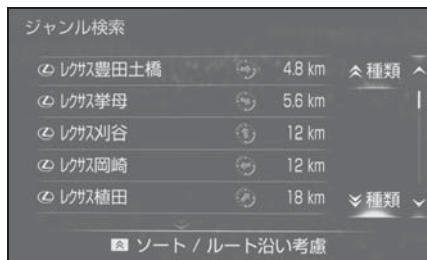 ジャンル検索
レクサス豊田土橋 4.8 km
種類
レクサス挙母 5.6 km
レクサス刈谷 12 km
レクサス岡崎 12 km
レクサス植田 18 km
種類
ソート / ルート沿い考慮